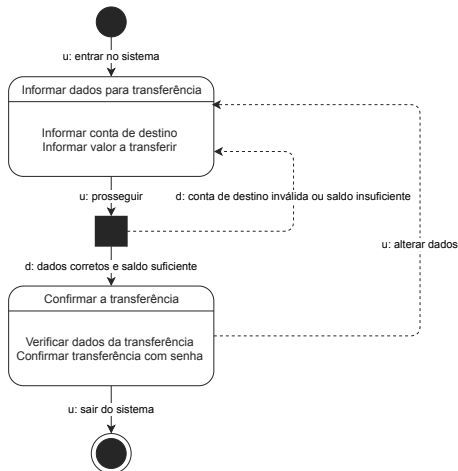 u: entrar no sistema
Informar dados para transferência
Informar conta de destino
Informar valor a transferir
u: prosseguir
d: conta de destino inválida ou saldo insuficiente
u: alterar dados
d: dados corretos e saldo suficiente
Confirmar a transferência
Verificar dados da transferência
Confirmar transferência com senha
u: sair do sistema